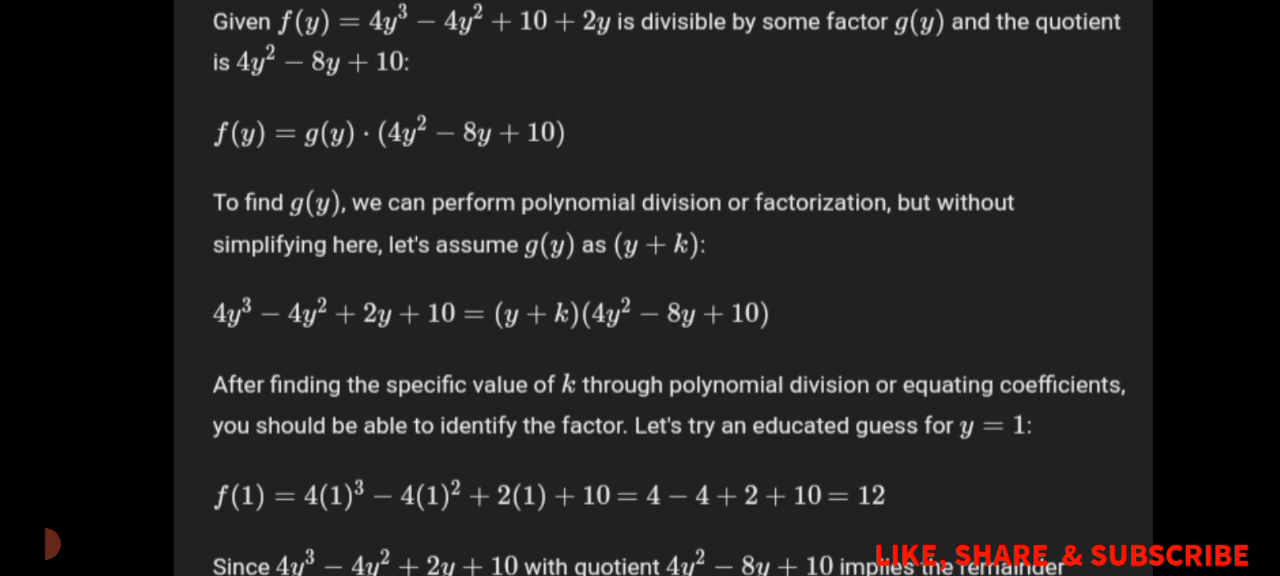 Given f(y) = 4y³ − 4y² + 10 + 2y is divisible by some factor g(y) and the quotient
is 4y² − 8y + 10:
f(y) = g(y) · (4y² − 8y + 10)
To find g(y), we can perform polynomial division or factorization, but without
simplifying here, let's assume g(y) as (y + k):
4y³ − 4y² + 2y + 10 = (y + k)(4y² − 8y + 10)
After finding the specific value of k through polynomial division or equating coefficients,
you should be able to identify the factor. Let's try an educated guess for y = 1:
f(1) = 4(1)³ − 4(1)² + 2(1) + 10 = 4 − 4 + 2 + 10 = 12
Since 4y³ − 4y² + 2y + 10 with quotient 4y² − 8y + 10 implies the remainder
LIKE, SHARE, & SUBSCRIBE